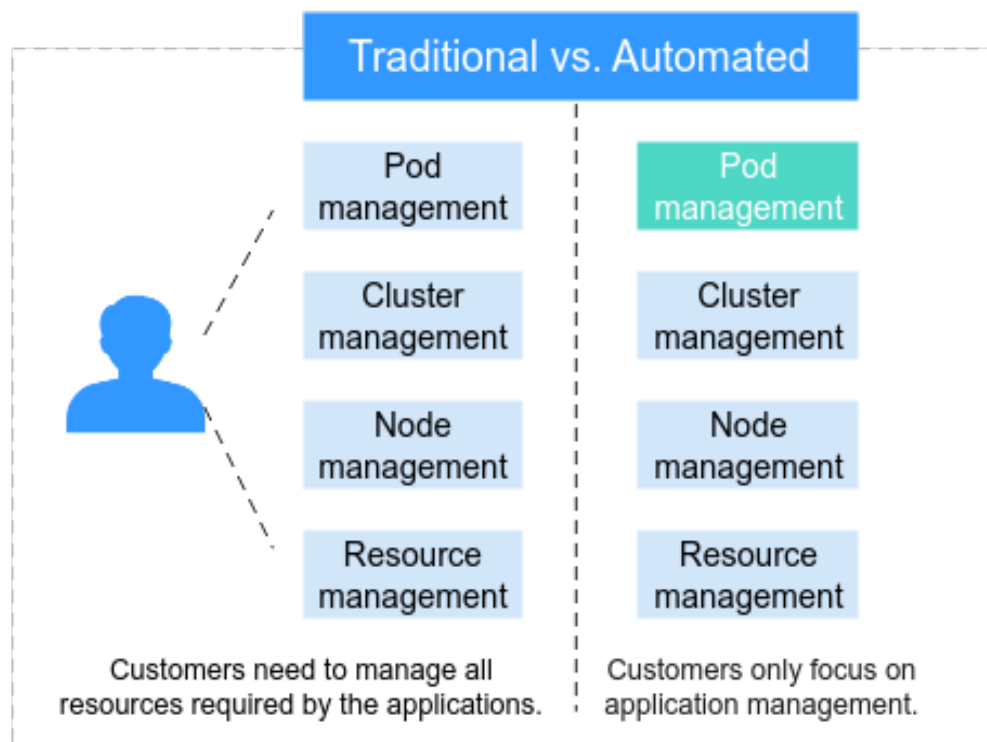 Traditional vs. Automated
Pod
management
Cluster
management
Node
management
Resource
management
Customers need to manage all
resources required by the applications.
Pod
management
Cluster
management
Node
management
Resource
management
Customers only focus on
application management.